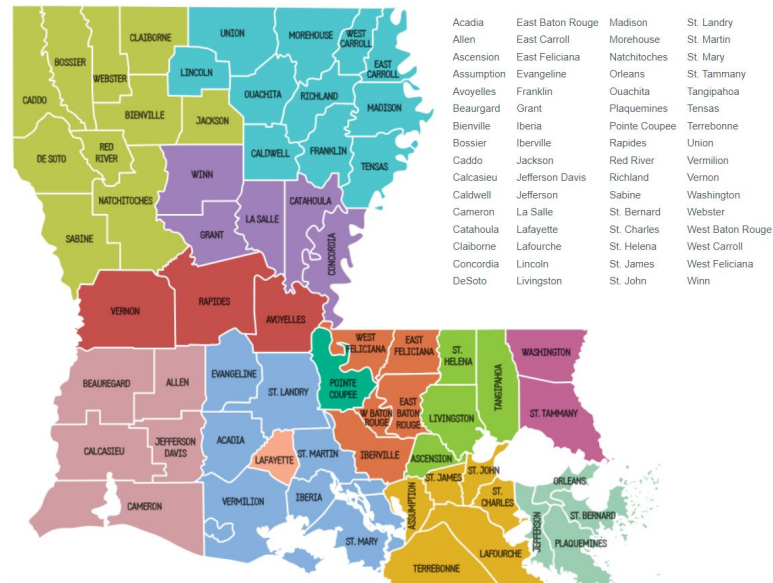 CLAIBORNE
UNION
MOREHOUSE
WEST
CARROLL
BOSSIER
WEBSTER
LINCOLN
EAST
CARROLL
CADDO
OUACHITA
RICHLAND
MADISON
BIENVILLE
JACKSON
DE SOTO
RED
RIVER
CALDWELL
FRANKLIN
TENSAS
WINN
NATCHITOCHES
CATAHOULA
LA SALLE
SABINE
GRANT
CONCORDIA
VERNON
RAPIDES
AVOYELLES
WEST
FELICIANA
EAST
FELICIANA
ST.
HELENA
WASHINGTON
TANGIPAHOA
BEAUREGARD
ALLEN
EVANGELINE
ST. LANDRY
POINTE
COUPEE
W BATON
ROUGE
EAST
BATON
ROUGE
LIVINGSTON
ST. TAMMANY
CALCASIEU
JEFFERSON
DAVIS
ACADIA
LAFAYETTE
ST. MARTIN
IBERVILLE
ASCENSION
ST. JAMES
ST. JOHN
ORLEANS
CAMERON
VERMILION
IBERIA
ASSUMPTION
ST.
CHARLES
ST. BERNARD
JEFFERSON
PLAQUEMINES
ST. MARY
LAFOURCHE
TERREBONNE
Acadia East Baton Rouge Madison St. Landry
Allen East Carroll Morehouse St. Martin
Ascension East Feliciana Natchitoches St. Mary
Assumption Evangeline Orleans St. Tammany
Avoyelles Franklin Ouachita Tangipahoa
Beaurgard Grant Plaquemines Tensas
Bienville Iberia Pointe Coupee Terrebonne
Bossier Iberville Rapides Union
Caddo Jackson Red River Vermilion
Calcasieu Jefferson Davis Richland Vernon
Caldwell Jefferson Sabine Washington
Cameron La Salle St. Bernard Webster
Catahoula Lafayette St. Charles West Baton Rouge
Claiborne Lafourche St. Helena West Carroll
Concordia Lincoln St. James West Feliciana
DeSoto Livingston St. John Winn